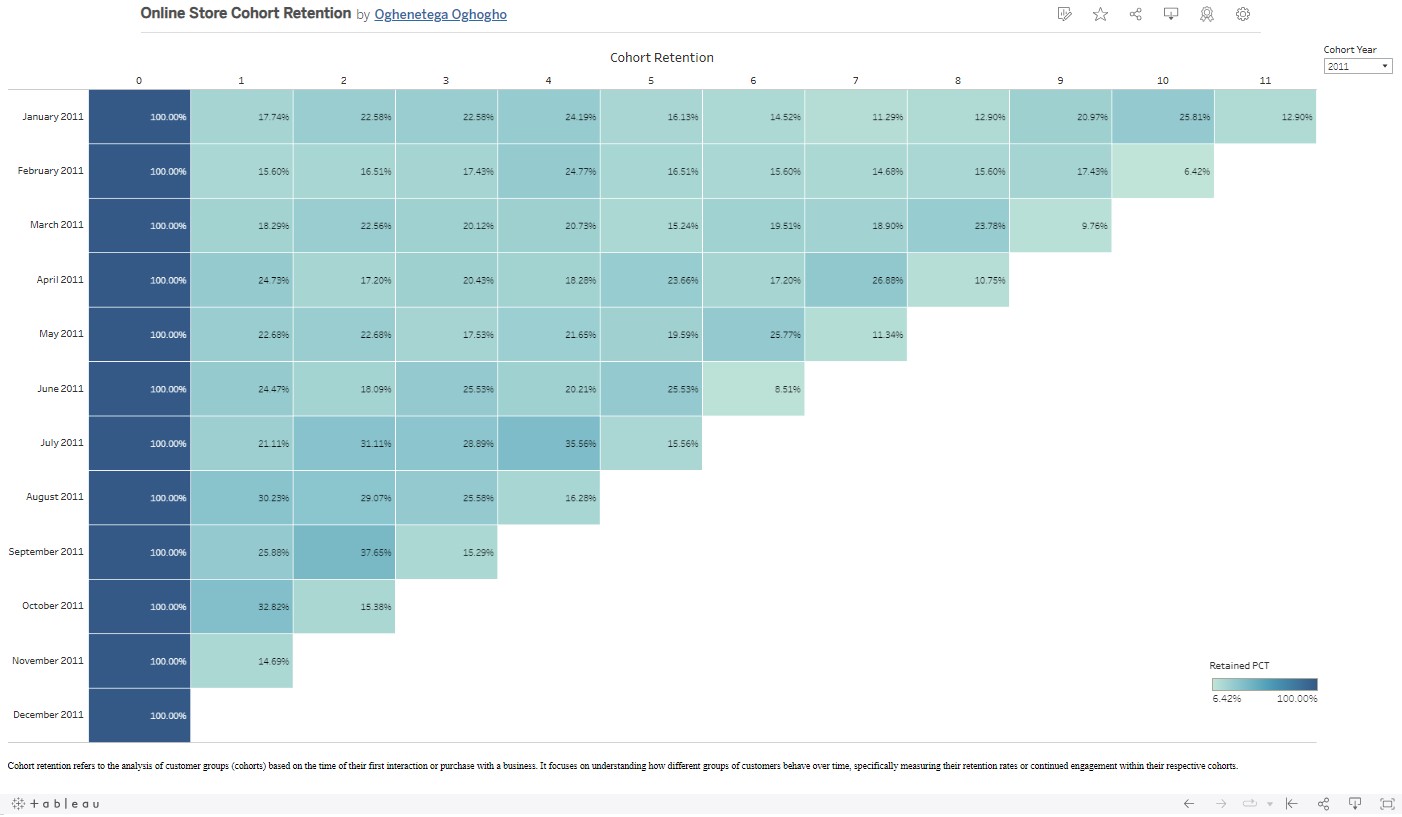 Online Store Cohort Retention by Oghenetega Oghogho
Cohort Retention
Cohort Year
2011
0 1 2 3 4 5 6 7 8 9 10 11
January 2011 100.00% 17.74% 22.58% 22.58% 24.19% 16.13% 14.52% 11.29% 12.90% 20.97% 25.81% 12.90%
February 2011 100.00% 15.60% 16.51% 17.43% 24.77% 16.51% 15.60% 14.68% 15.60% 17.43% 6.42%
March 2011 100.00% 18.29% 22.56% 20.12% 20.73% 15.24% 19.51% 18.90% 23.78% 9.76%
April 2011 100.00% 24.73% 17.20% 20.43% 18.28% 23.66% 17.20% 26.88% 10.75%
May 2011 100.00% 22.68% 22.68% 17.53% 21.65% 19.59% 25.77% 11.34%
June 2011 100.00% 24.47% 18.09% 25.53% 20.21% 25.53% 8.51%
July 2011 100.00% 21.11% 31.11% 28.89% 35.56% 15.56%
August 2011 100.00% 30.23% 29.07% 25.58% 16.28%
September 2011 100.00% 25.88% 37.65% 15.29%
October 2011 100.00% 32.82% 15.38%
November 2011 100.00% 14.69%
December 2011 100.00%
Retained PCT
6.42% 100.00%
Cohort retention refers to the analysis of customer groups (cohorts) based on the time of their first interaction or purchase with a business. It focuses on understanding how different groups of customers behave over time, specifically measuring their retention rates or continued engagement within their respective cohorts.
+ableau